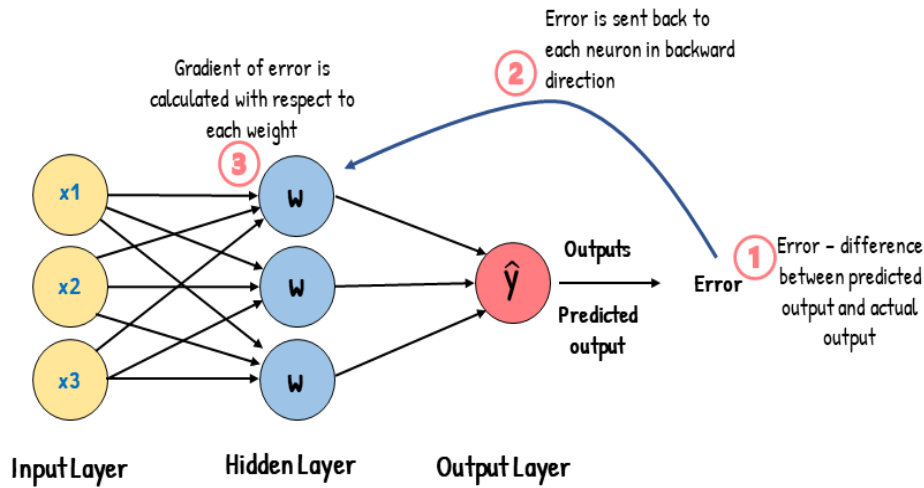 Error is sent back to
each neuron in backward
direction
2
Gradient of error is
calculated with respect to
each weight
3
x1
x2
x3
w
w
w
ŷ
Outputs
Predicted
output
Error
1
Error – difference
between predicted
output and actual
output
Input Layer
Hidden Layer
Output Layer